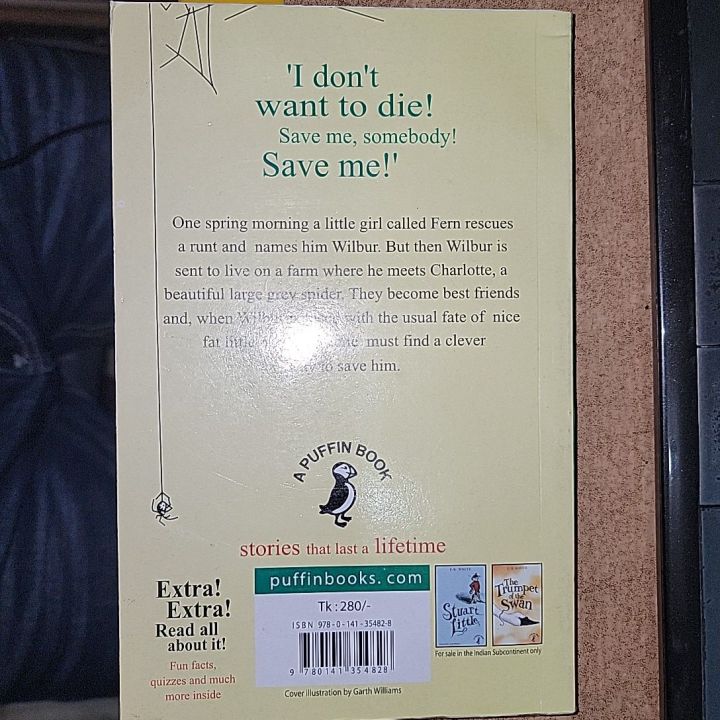 'I don't
want to die!
Save me, somebody!
Save me!'
One spring morning a little girl called Fern rescues
a runt and names him Wilbur. But then Wilbur is
sent to live on a farm where he meets Charlotte, a
beautiful large grey spider. They become best friends
and, when Wilbur with the usual fate of nice
fat little must find a clever
to save him.
A PUFFIN BOOK
stories that last a lifetime
Extra!
Extra!
Read all
about it!
Fun facts,
quizzes and much
more inside
puffinbooks.com
Tk : 280/-
ISBN 978-0-141-35482-8
9 780141 354828
Cover illustration by Garth Williams
E.B. WHITE
Stuart
Little
E.B. WHITE
The
Trumpet
of the
Swan
For sale in the Indian Subcontinent only